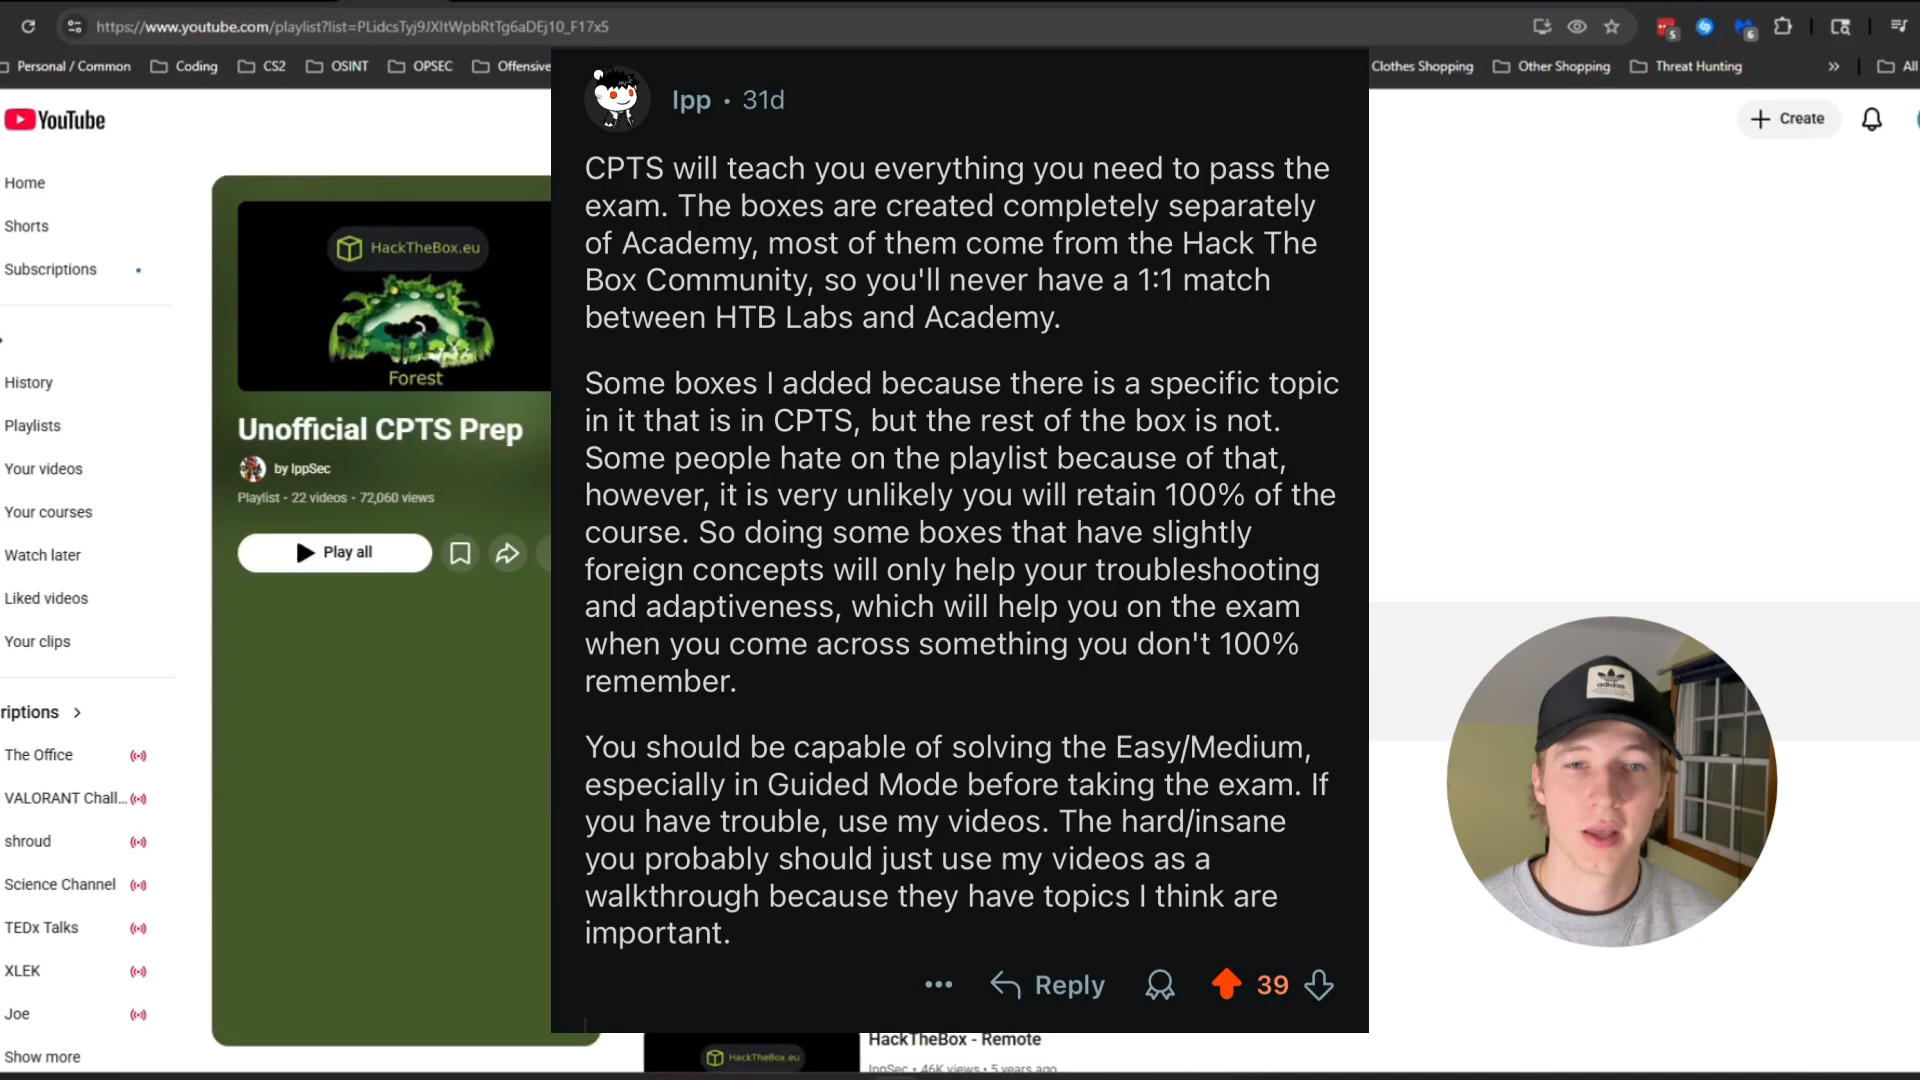 https://www.youtube.com/playlist?list=PLidcsTyj9JXItWpbRtTg6aDEj10_F17x5
5
6
Personal / Common
Coding
CS2
OSINT
OPSEC
Offensive
Clothes Shopping
Other Shopping
Threat Hunting
»
All
YouTube
Create
Home
Shorts
Subscriptions
History
Playlists
Your videos
Your courses
Watch later
Liked videos
Your clips
riptions
The Office
VALORANT Chall...
shroud
Science Channel
TEDx Talks
XLEK
Joe
Show more
HackTheBox.eu
Forest
Unofficial CPTS Prep
by IppSec
Playlist • 22 videos • 72,060 views
Play all
Ipp • 31d
CPTS will teach you everything you need to pass the
exam. The boxes are created completely separately
of Academy, most of them come from the Hack The
Box Community, so you'll never have a 1:1 match
between HTB Labs and Academy.
Some boxes I added because there is a specific topic
in it that is in CPTS, but the rest of the box is not.
Some people hate on the playlist because of that,
however, it is very unlikely you will retain 100% of the
course. So doing some boxes that have slightly
foreign concepts will only help your troubleshooting
and adaptiveness, which will help you on the exam
when you come across something you don't 100%
remember.
You should be capable of solving the Easy/Medium,
especially in Guided Mode before taking the exam. If
you have trouble, use my videos. The hard/insane
you probably should just use my videos as a
walkthrough because they have topics I think are
important.
Reply
39
HackTheBox.eu
HackTheBox - Remote
IppSec • 46K views • 5 years ago
adidas